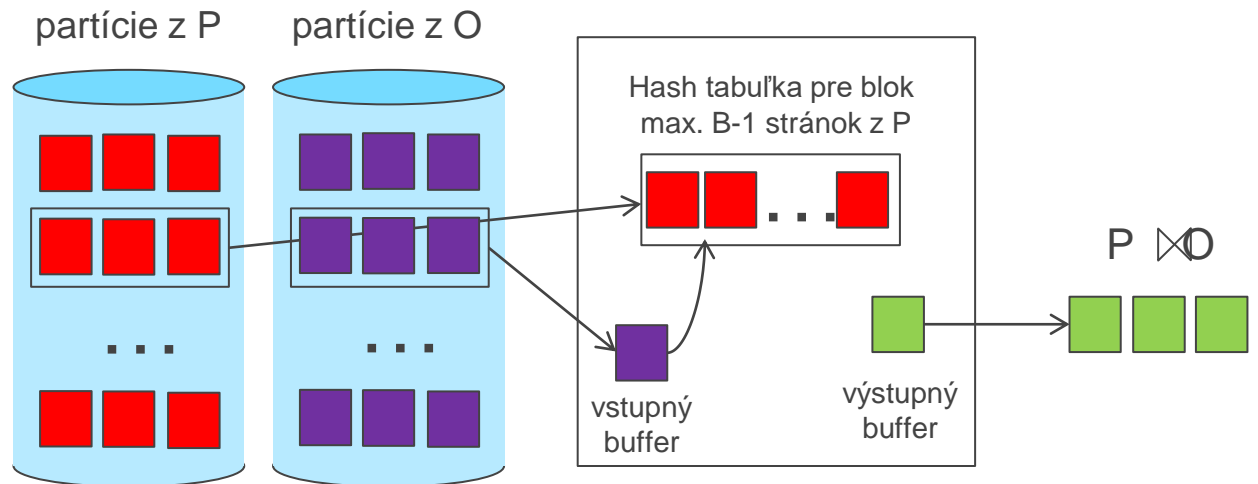 partície z P
partície z O
Hash tabuľka pre blok
max. B-1 stránok z P
. . .
P ⋈O
. . .
. . .
vstupný
buffer
výstupný
buffer